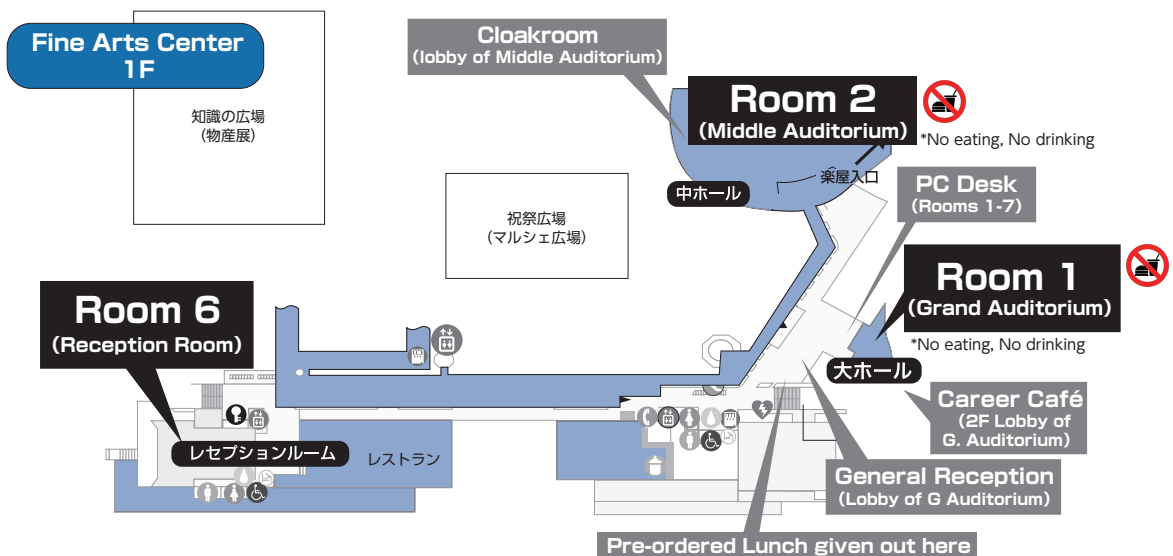 Fine Arts Center
1F
知識の広場
(物産展)
Cloakroom
(lobby of Middle Auditorium)
Room 2
(Middle Auditorium)
*No eating, No drinking
楽屋入口
中ホール
祝祭広場
(マルシェ広場)
PC Desk
(Rooms 1-7)
Room 1
(Grand Auditorium)
*No eating, No drinking
大ホール
Room 6
(Reception Room)
レセプションルーム
レストラン
Career Café
(2F Lobby of
G. Auditorium)
General Reception
(Lobby of G Auditorium)
Pre-ordered Lunch given out here